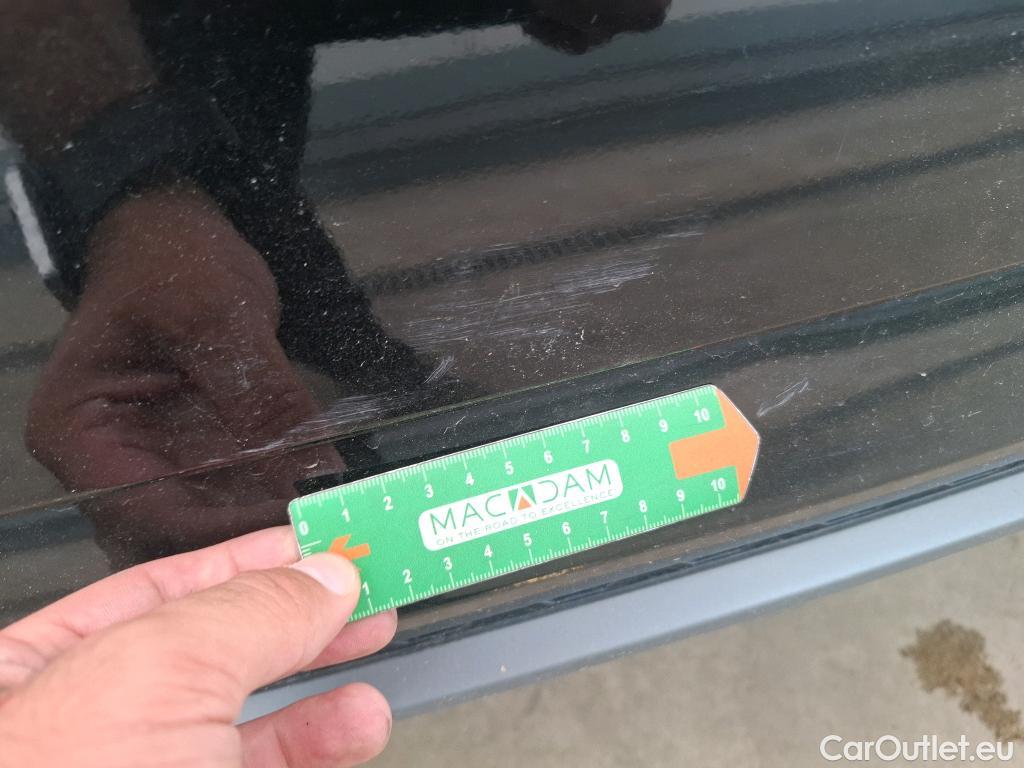 0 1 2 3 4 5 6 7 8 9 10
MACADAM
ON THE ROAD TO EXCELLENCE
1 2 3 4 5 6 7 8 9 10
CarOutlet.eu